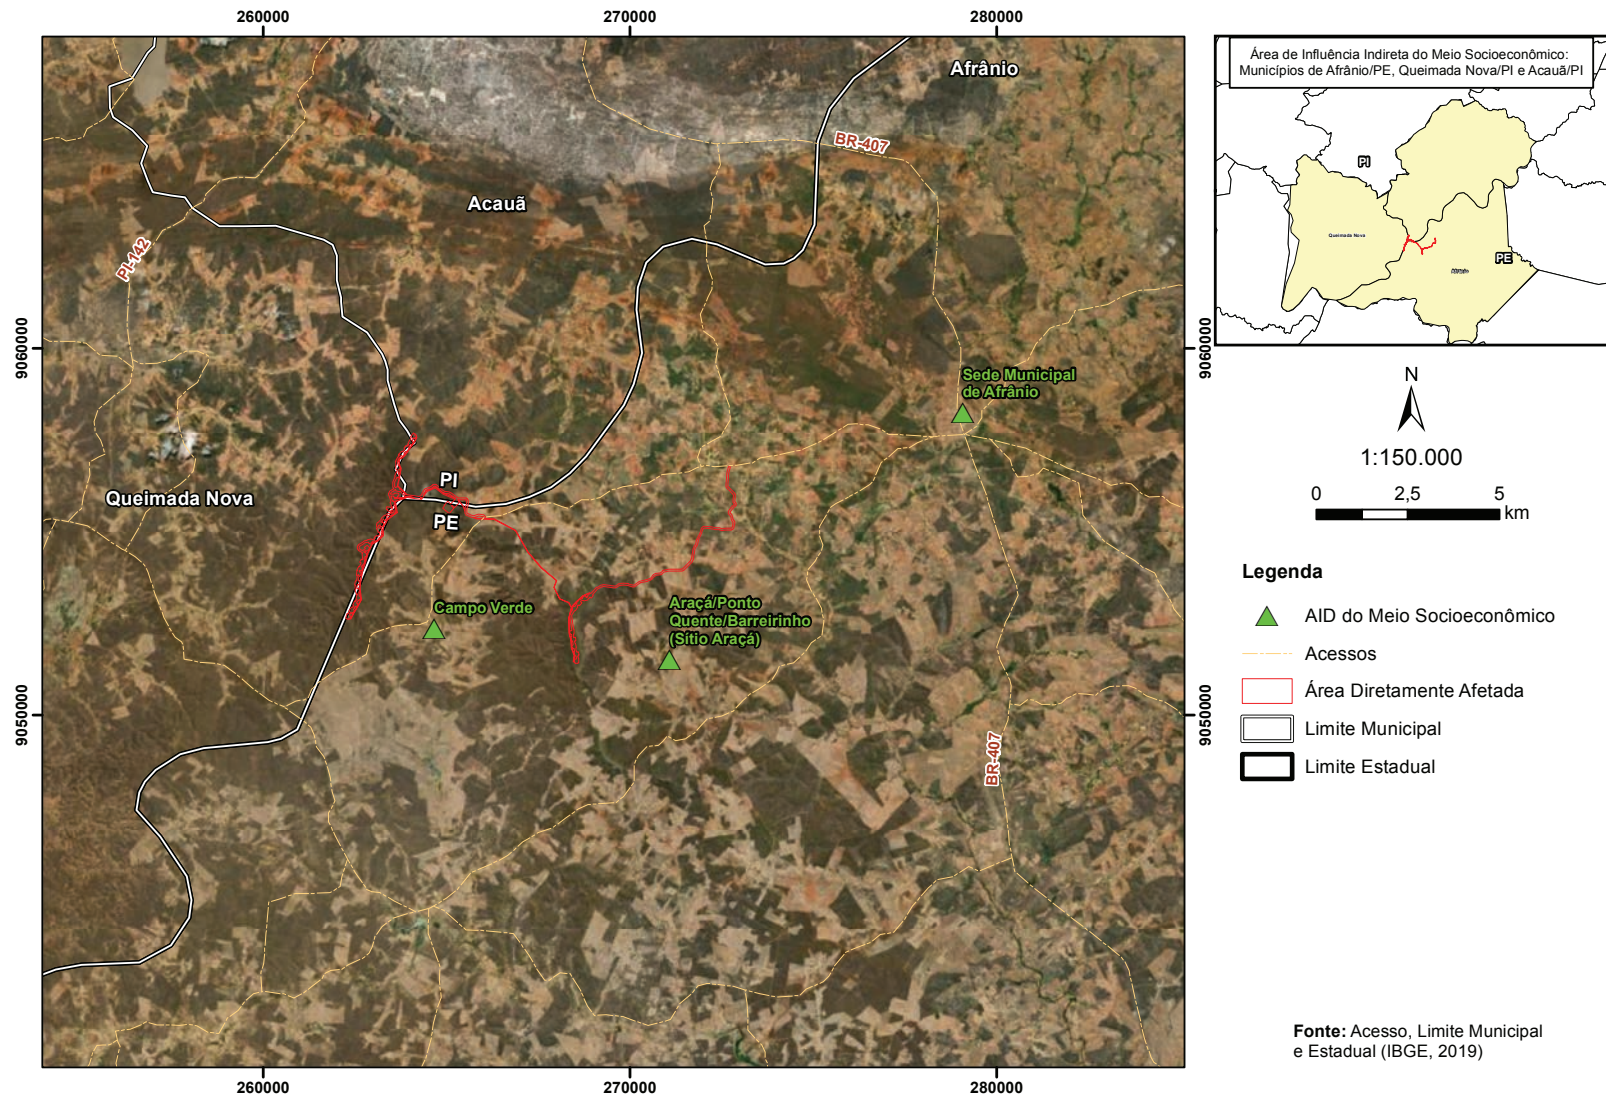 260000
270000
280000
Afrânio
BR-407
Acauã
PI-142
9060000
9060000
Sede Municipal
de Afrânio
PI
PE
Queimada Nova
Campo Verde
Araçá/Ponto
Quente/Barreirinho
(Sítio Araçá)
9050000
9050000
BR-407
260000
270000
280000
Área de Influência Indireta do Meio Socioeconômico:
Municípios de Afrânio/PE, Queimada Nova/PI e Acauã/PI
PI
Queimada Nova
PE
N
1:150.000
0 2,5 5
km
Legenda
AID do Meio Socioeconômico
Acessos
Área Diretamente Afetada
Limite Municipal
Limite Estadual
Fonte: Acesso, Limite Municipal
e Estadual (IBGE, 2019)